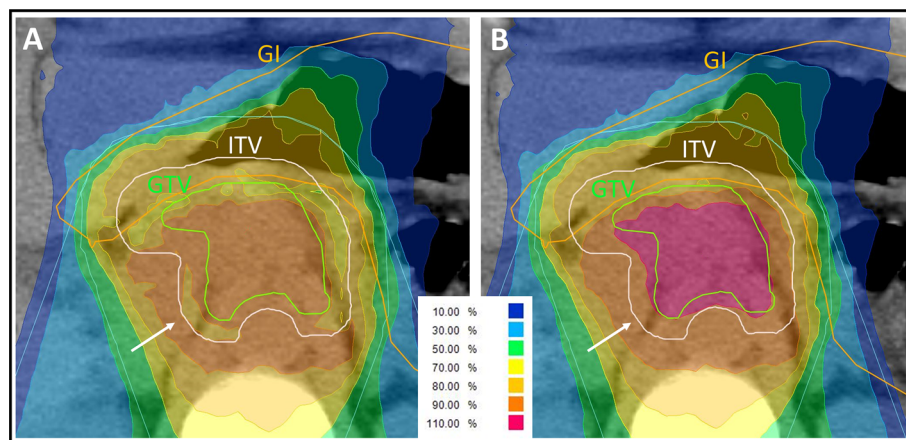 A
GI
ITV
GTV
B
GI
ITV
GTV
10.00 %
30.00 %
50.00 %
70.00 %
80.00 %
90.00 %
110.00 %